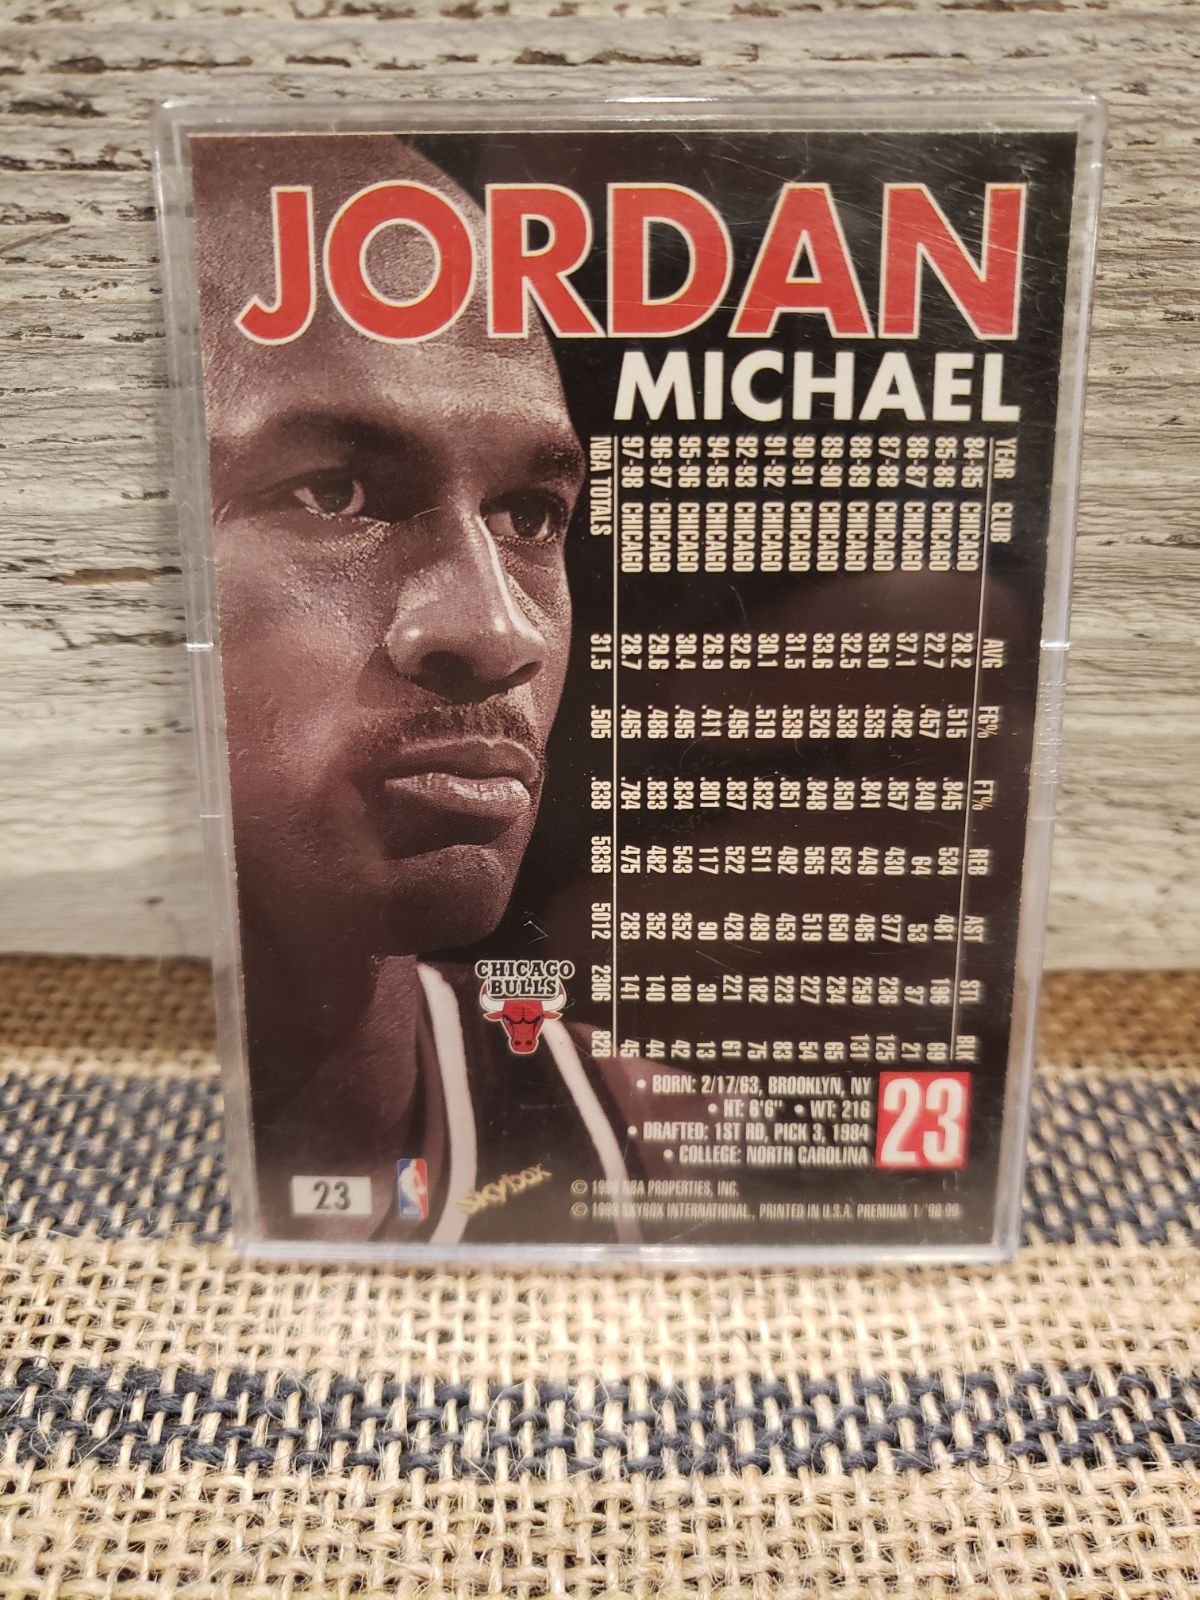 JORDAN
MICHAEL
YEAR CLUB AVG FG% FT% REB AST STL BLK
84-85 CHICAGO 28.2 .515 .845 534 481 196 69
85-86 CHICAGO 22.7 .457 .840 64 53 37 21
86-87 CHICAGO 37.1 .482 .857 430 377 236 125
87-88 CHICAGO 35.0 .535 .841 449 485 259 131
88-89 CHICAGO 32.5 .538 .850 652 650 234 65
89-90 CHICAGO 33.6 .526 .848 565 519 227 54
90-91 CHICAGO 31.5 .539 .851 492 453 223 83
91-92 CHICAGO 30.1 .519 .832 511 489 182 75
92-93 CHICAGO 32.6 .495 .837 522 428 221 61
94-95 CHICAGO 26.9 .411 .801 117 90 30 13
95-96 CHICAGO 30.4 .495 .834 543 352 180 42
96-97 CHICAGO 29.6 .486 .833 482 352 140 44
97-98 CHICAGO 28.7 .465 .784 475 283 141 45
NBA TOTALS 31.5 .505 .838 5836 5012 2306 828
CHICAGO
BULLS
• BORN: 2/17/63, BROOKLYN, NY
• HT: 6'6" • WT: 216
• DRAFTED: 1ST RD, PICK 3, 1984
• COLLEGE: NORTH CAROLINA
23
23
NBA
skybox
© 1998 NBA PROPERTIES, INC.
© 1998 SKYBOX INTERNATIONAL., PRINTED IN U.S.A. PREMIUM/1/'98-99